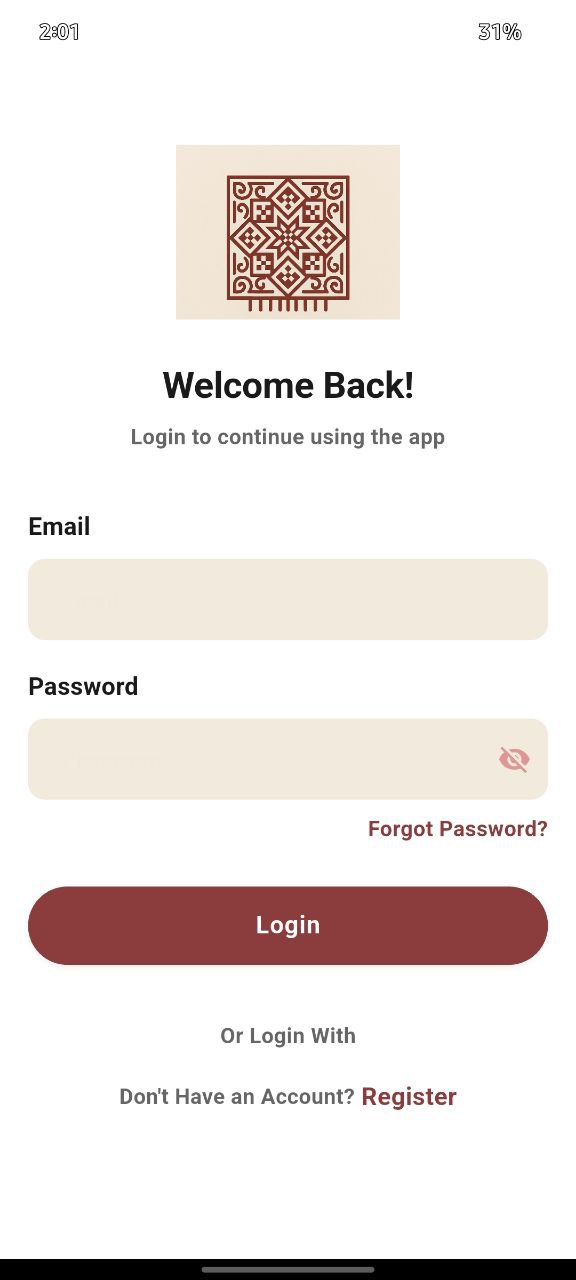 2:01 31%
Welcome Back!
Login to continue using the app
Email
Password
Forgot Password?
Login
Or Login With
Don't Have an Account? Register